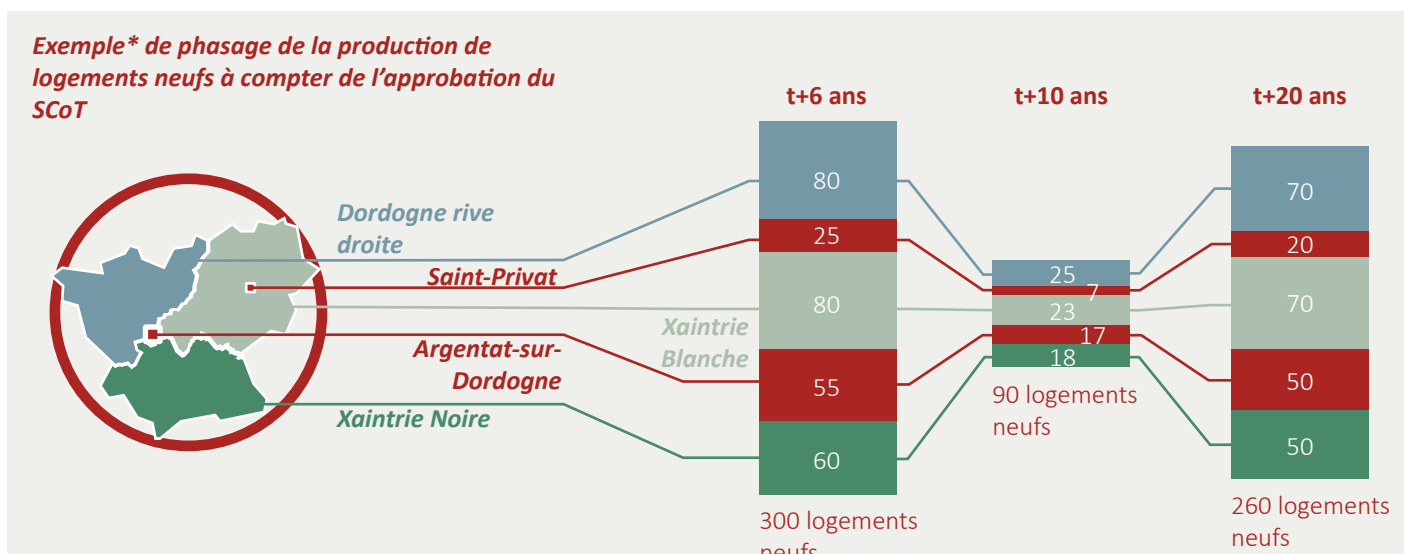 Exemple* de phasage de la production de
logements neufs à compter de l'approbation du
SCoT
t+6 ans
t+10 ans
t+20 ans
Dordogne rive
droite
Saint-Privat
Xaintrie
Blanche
Argentat-sur-
Dordogne
Xaintrie Noire
80
25
80
55
60
300 logements
neufs
25
7
23
17
18
90 logements
neufs
70
20
70
50
50
260 logements
neufs